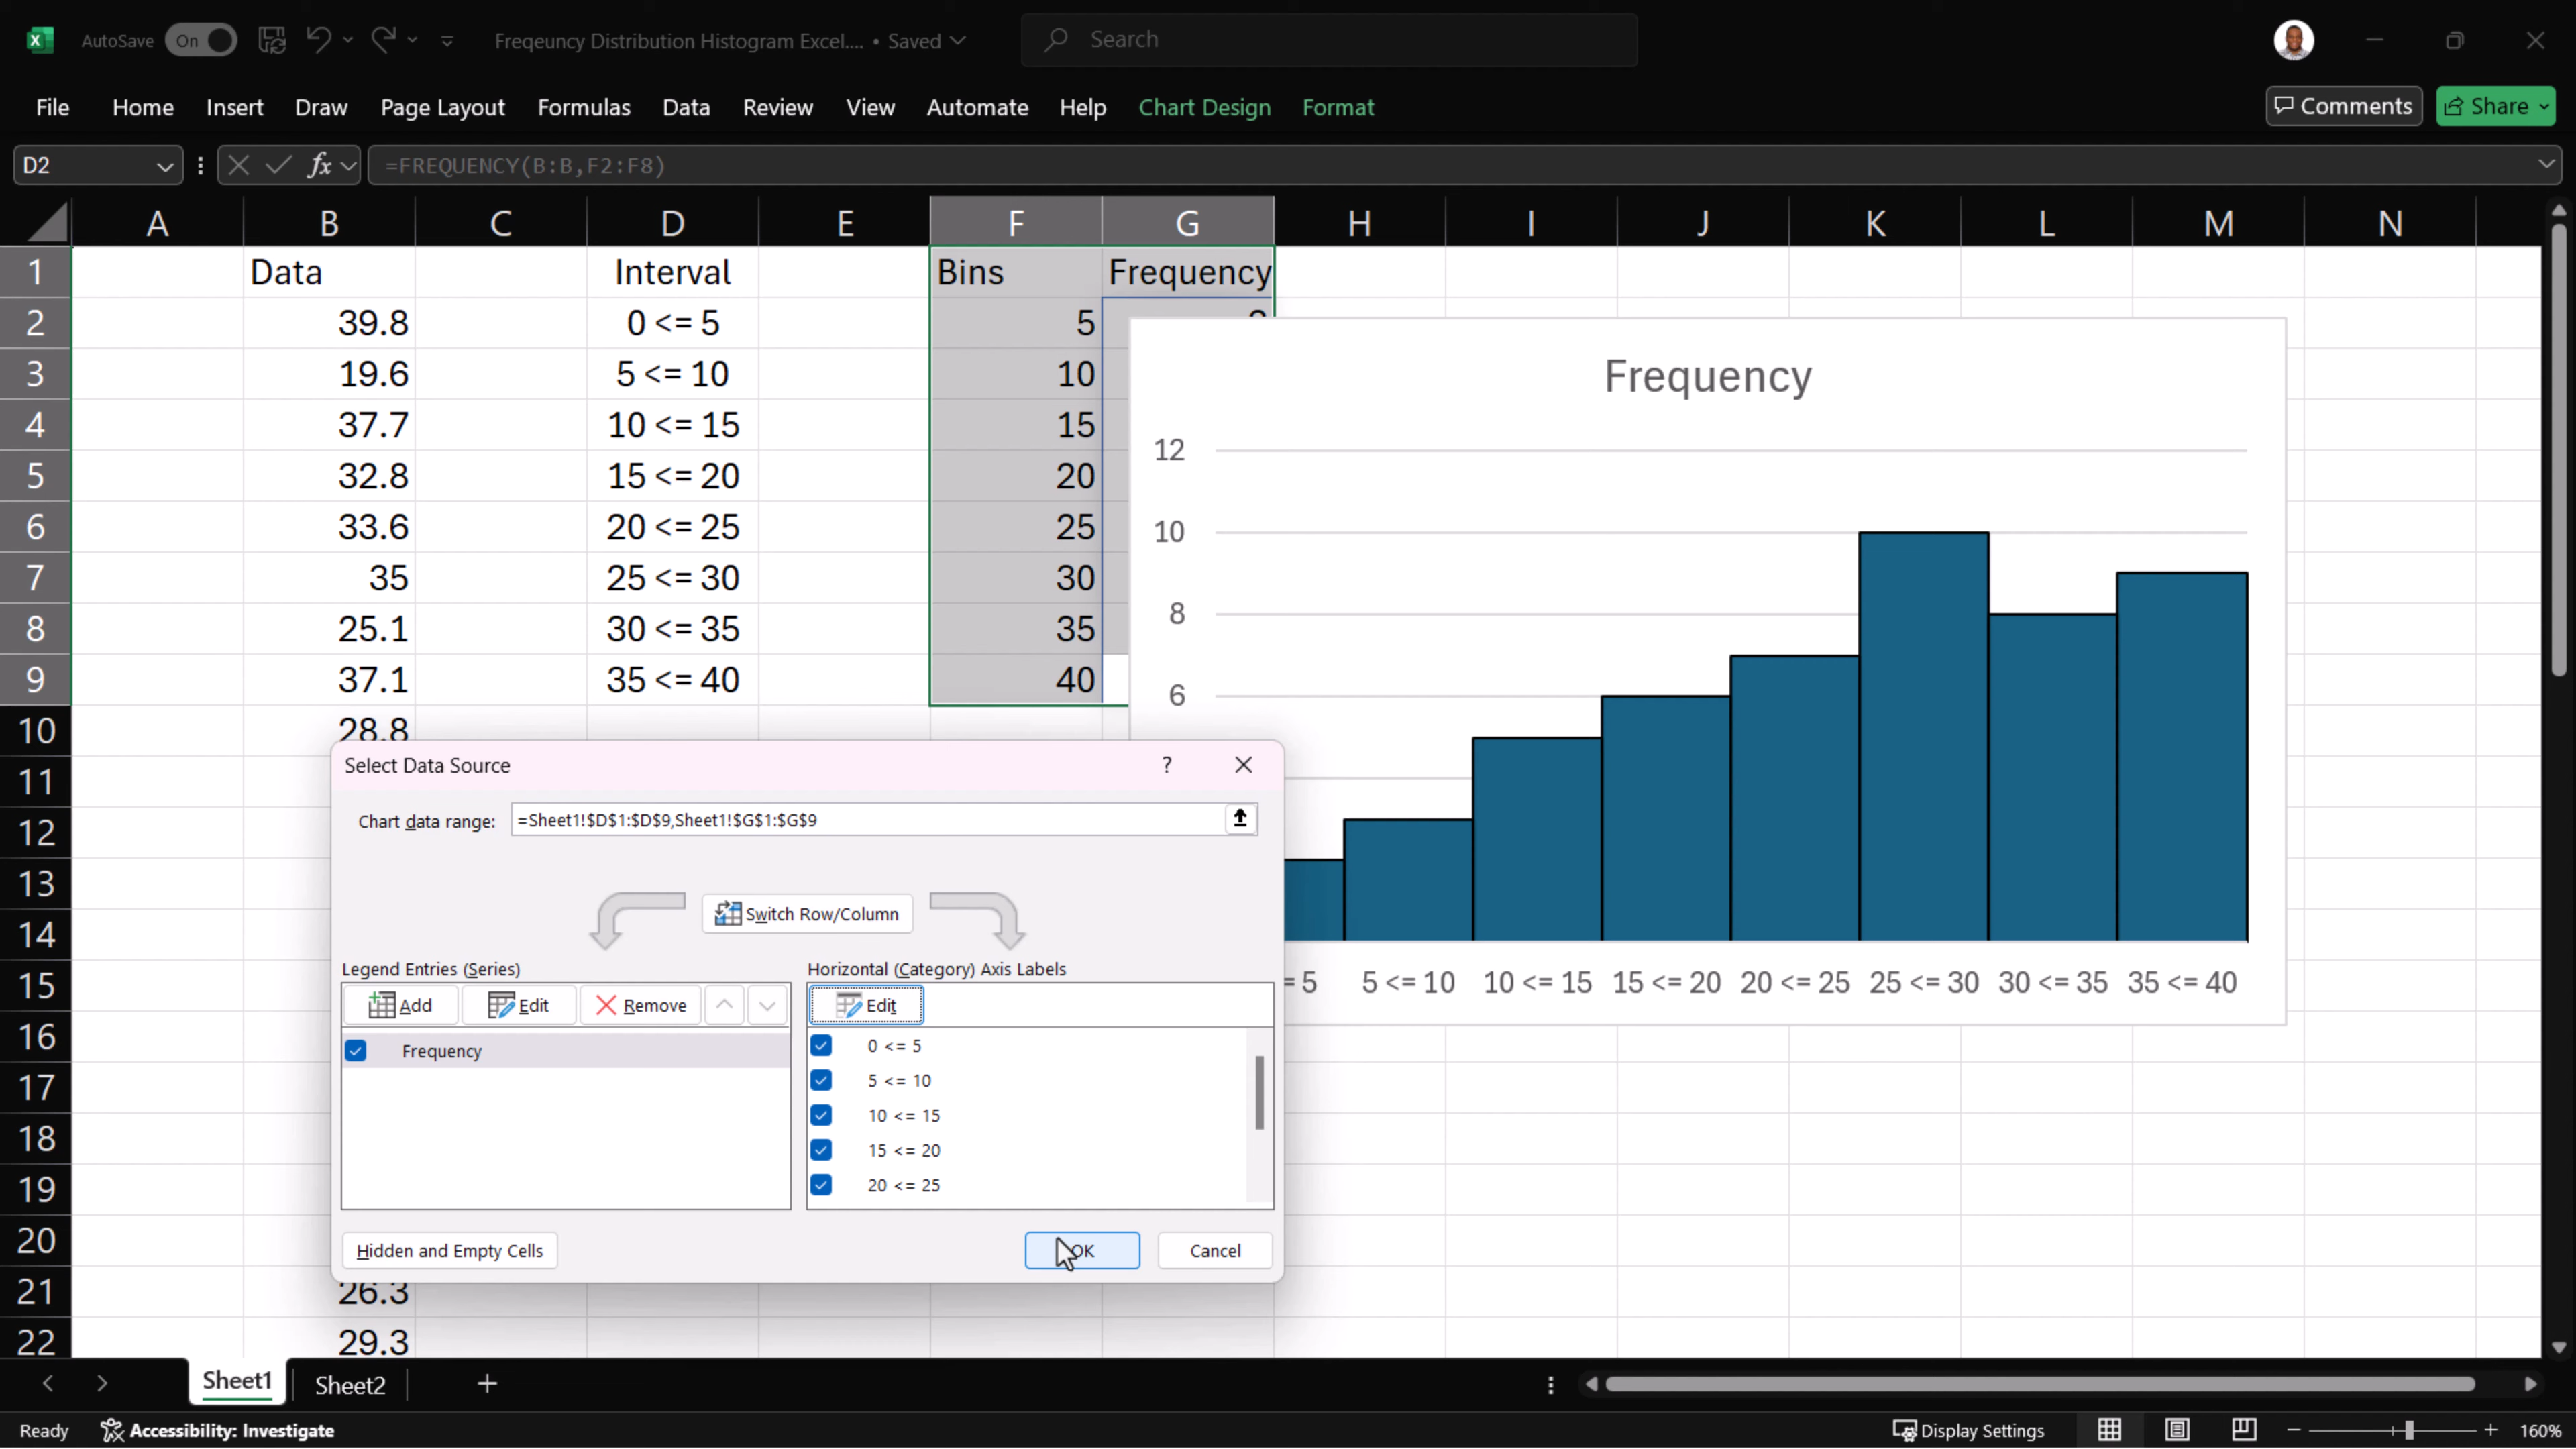 AutoSave On Freqeuncy Distribution Histogram Excel.... • Saved Search
File Home Insert Draw Page Layout Formulas Data Review View Automate Help Chart Design Format Comments Share
D2 fx =FREQUENCY(B:B,F2:F8)
A B C D E F G H I J K L M N
1 Data Interval Bins Frequency
2 39.8 0 <= 5 5
3 19.6 5 <= 10 10
4 37.7 10 <= 15 15
5 32.8 15 <= 20 20
6 33.6 20 <= 25 25
7 35 25 <= 30 30
8 25.1 30 <= 35 35
9 37.1 35 <= 40 40
10 28.8
11
12
13
14
15
16
17
18
19
20
21 26.3
22 29.3
Frequency
12
10
8
6
= 5 5 <= 10 10 <= 15 15 <= 20 20 <= 25 25 <= 30 30 <= 35 35 <= 40
Select Data Source ?
Chart data range: =Sheet1!$D$1:$D$9,Sheet1!$G$1:$G$9
Switch Row/Column
Legend Entries (Series) Horizontal (Category) Axis Labels
Add Edit Remove Edit
Frequency
0 <= 5
5 <= 10
10 <= 15
15 <= 20
20 <= 25
Hidden and Empty Cells OK Cancel
Sheet1 Sheet2 +
Ready Accessibility: Investigate Display Settings 160%